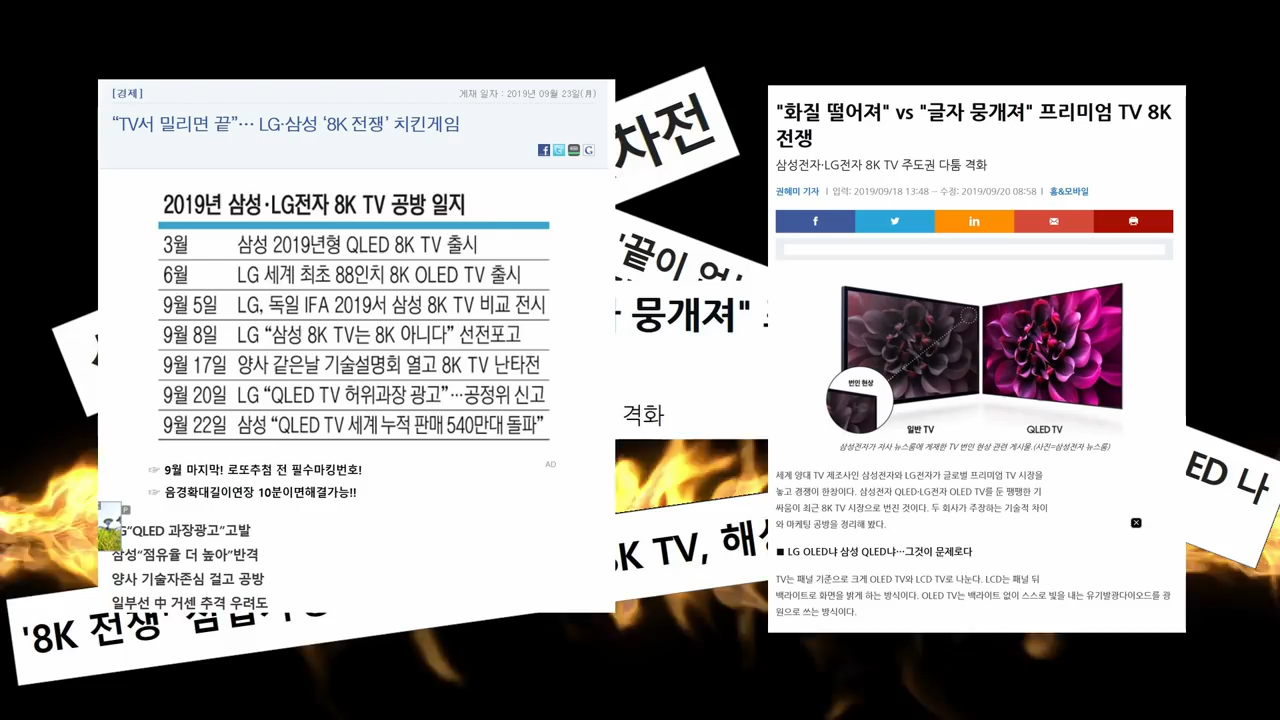 [경제]
게재 일자 : 2019년 09월 23일(月)
“TV서 밀리면 끝”… LG·삼성 ‘8K 전쟁’ 치킨게임
2019년 삼성·LG전자 8K TV 공방 일지
3월 삼성 2019년형 QLED 8K TV 출시
6월 LG 세계 최초 88인치 8K OLED TV 출시
9월 5일 LG, 독일 IFA 2019서 삼성 8K TV 비교 전시
9월 8일 LG “삼성 8K TV는 8K 아니다” 선전포고
9월 17일 양사 같은날 기술설명회 열고 8K TV 난타전
9월 20일 LG “QLED TV 허위과장 광고”…공정위 신고
9월 22일 삼성 “QLED TV 세계 누적 판매 540만대 돌파”
☞ 9월 마지막! 로또추첨 전 필수마킹번호!
AD
☞ 음경확대길이연장 10분이면해결가능!!
G“QLED 과장광고”고발
삼성“점유율 더 높아”반격
양사 기술자존심 걸고 공방
일부선 中 거센 추격 우려도
'8K 전쟁'
차전
'끝이
뭉개져"
격화
K TV, 해
ED 나
"화질 떨어져" vs "글자 뭉개져" 프리미엄 TV 8K
전쟁
삼성전자·LG전자 8K TV 주도권 다툼 격화
권혜미 기자 | 입력: 2019/09/18 13:48 -- 수정: 2019/09/20 08:58 | 홈&모바일
번인 현상
일반 TV
QLED TV
삼성전자가 자사 뉴스룸에 게재한 TV 번인 현상 관련 게시물.(사진=삼성전자 뉴스룸)
세계 양대 TV 제조사인 삼성전자와 LG전자가 글로벌 프리미엄 TV 시장을
놓고 경쟁이 한창이다. 삼성전자 QLED·LG전자 OLED TV를 둔 팽팽한 기
싸움이 최근 8K TV 시장으로 번진 것이다. 두 회사가 주장하는 기술적 차이
와 마케팅 공방을 정리해 봤다.
■ LG OLED냐 삼성 QLED냐…그것이 문제로다
TV는 패널 기준으로 크게 OLED TV와 LCD TV로 나눈다. LCD는 패널 뒤
백라이트로 화면을 밝게 하는 방식이다. OLED TV는 백라이트 없이 스스로 빛을 내는 유기발광다이오드를 광
원으로 쓰는 방식이다.